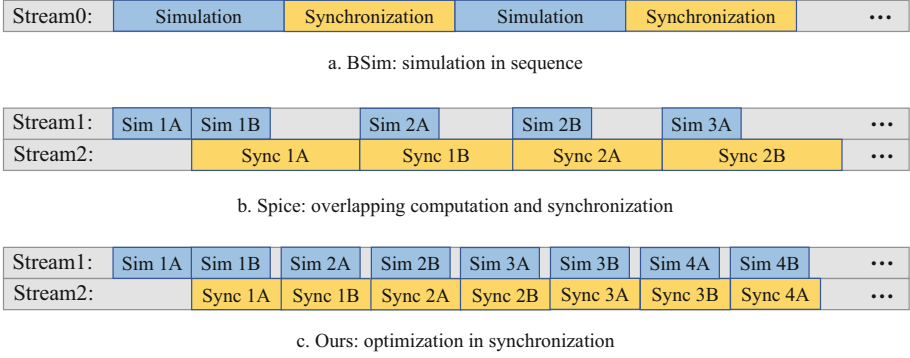 Stream0: Simulation Synchronization Simulation Synchronization ...
a. BSim: simulation in sequence
Stream1: Sim 1A Sim 1B Sim 2A Sim 2B Sim 3A ...
Stream2: Sync 1A Sync 1B Sync 2A Sync 2B ...
b. Spice: overlapping computation and synchronization
Stream1: Sim 1A Sim 1B Sim 2A Sim 2B Sim 3A Sim 3B Sim 4A Sim 4B ...
Stream2: Sync 1A Sync 1B Sync 2A Sync 2B Sync 3A Sync 3B Sync 4A ...
c. Ours: optimization in synchronization